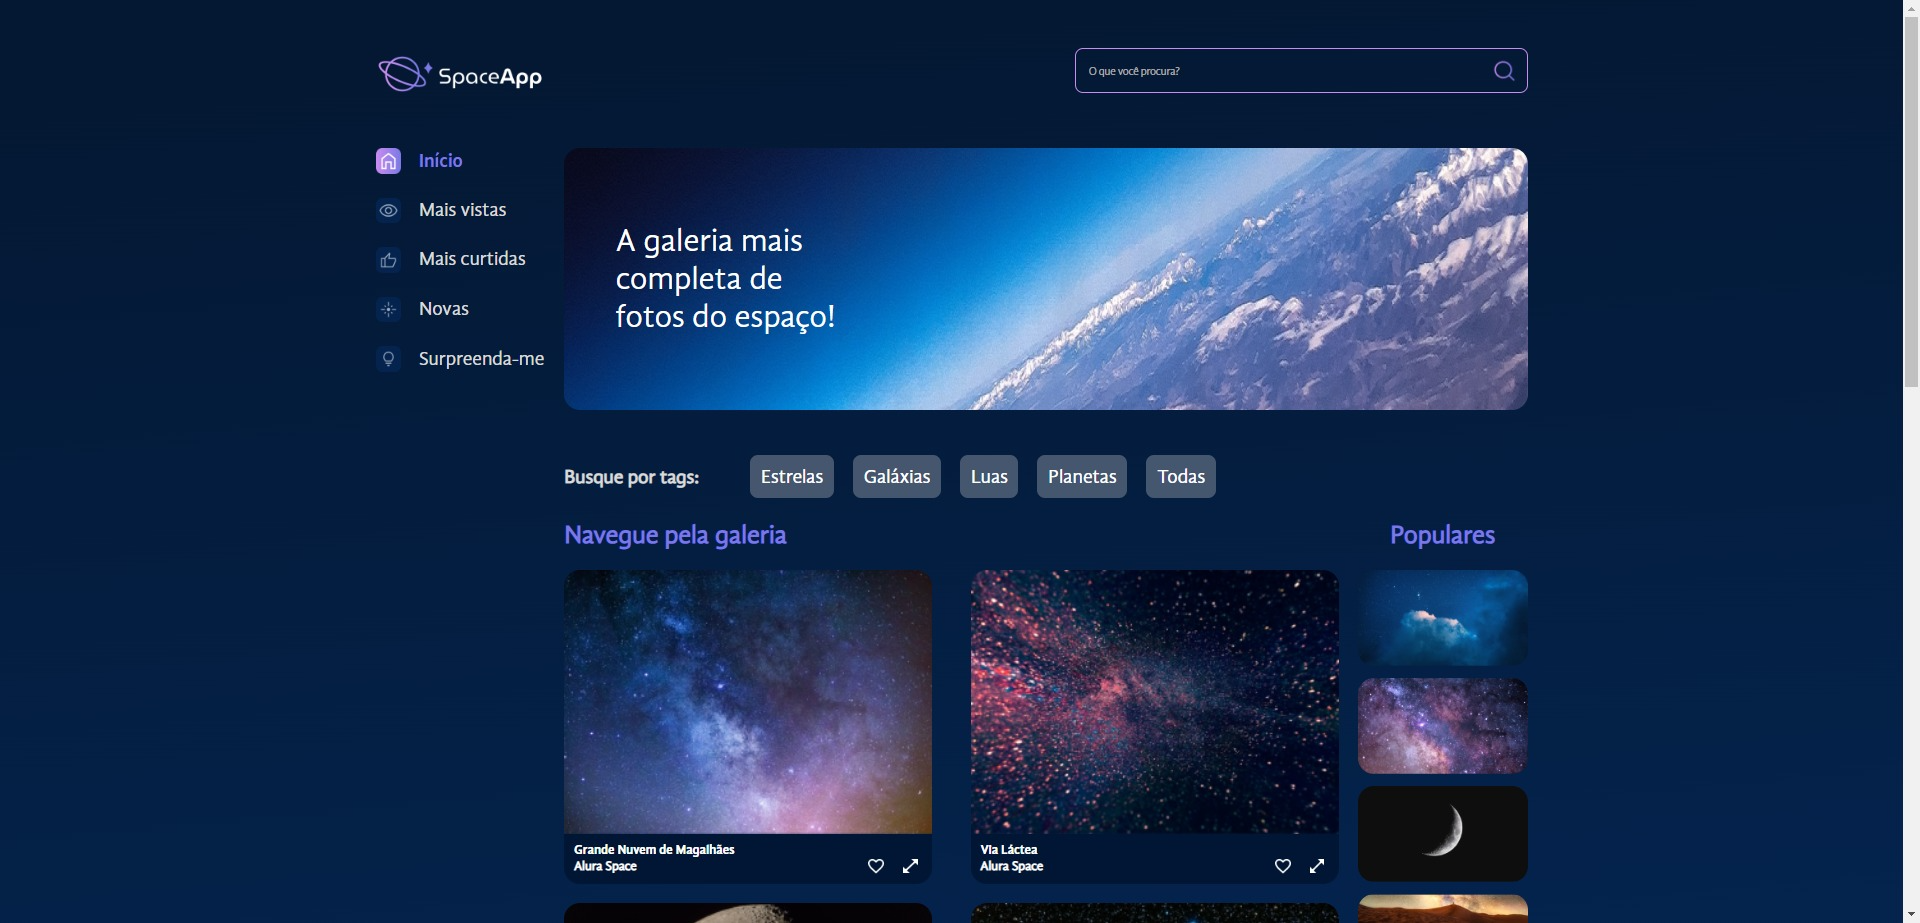 SpaceApp
O que você procura?
Início
Mais vistas
Mais curtidas
Novas
Surpreenda-me
A galeria mais
completa de
fotos do espaço!
Busque por tags:
Estrelas
Galáxias
Luas
Planetas
Todas
Navegue pela galeria
Populares
Grande Nuvem de Magalhães
Alura Space
Via Láctea
Alura Space